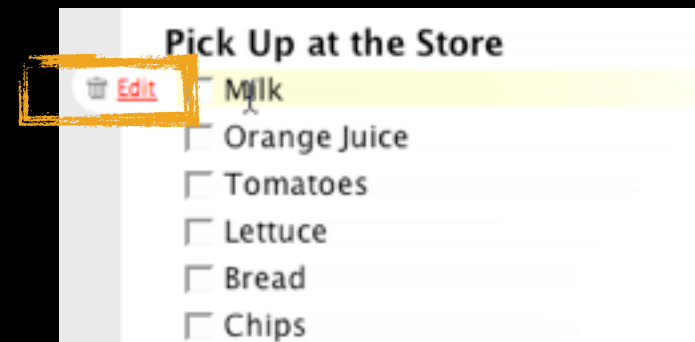 Pick Up at the Store
Edit Milk
Orange Juice
Tomatoes
Lettuce
Bread
Chips